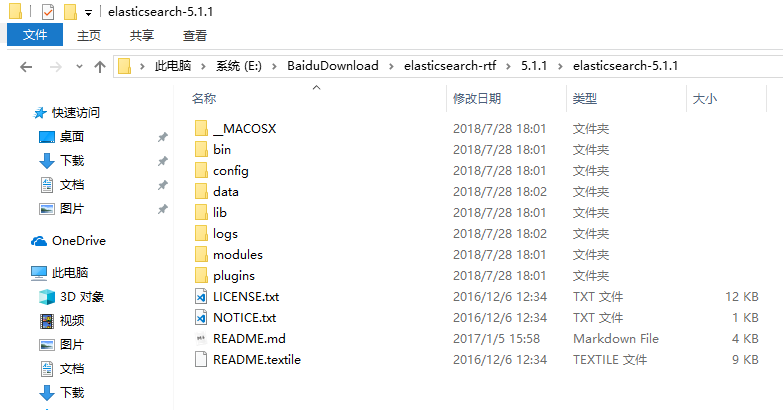 elasticsearch-5.1.1
文件 主页 共享 查看
此电脑 系统 (E:) BaiduDownload elasticsearch-rtf 5.1.1 elasticsearch-5.1.1
名称 修改日期 类型 大小
快速访问
桌面
下载
文档
图片
OneDrive
此电脑
3D 对象
视频
图片
文档
下载
__MACOSX 2018/7/28 18:01 文件夹
bin 2018/7/28 18:01 文件夹
config 2018/7/28 18:01 文件夹
data 2018/7/28 18:02 文件夹
lib 2018/7/28 18:01 文件夹
logs 2018/7/28 18:02 文件夹
modules 2018/7/28 18:01 文件夹
plugins 2018/7/28 18:01 文件夹
LICENSE.txt 2016/12/6 12:34 TXT 文件 12 KB
NOTICE.txt 2016/12/6 12:34 TXT 文件 1 KB
README.md 2017/1/5 15:58 Markdown File 4 KB
README.textile 2016/12/6 12:34 TEXTILE 文件 9 KB